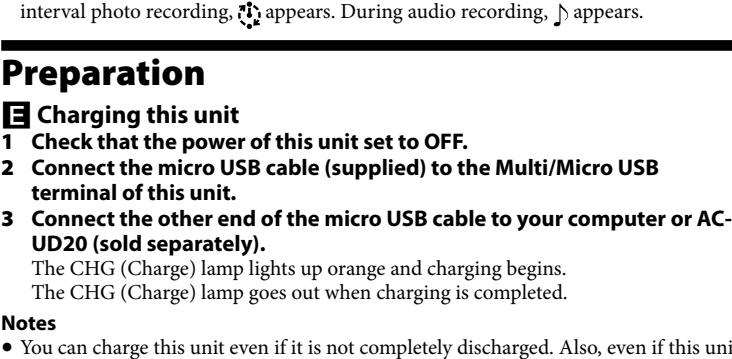 interval photo recording, appears. During audio recording, ♪ appears.
Preparation
E Charging this unit
1 Check that the power of this unit set to OFF.
2 Connect the micro USB cable (supplied) to the Multi/Micro USB
terminal of this unit.
3 Connect the other end of the micro USB cable to your computer or AC-
UD20 (sold separately).
The CHG (Charge) lamp lights up orange and charging begins.
The CHG (Charge) lamp goes out when charging is completed.
Notes
• You can charge this unit even if it is not completely discharged. Also, even if this uni